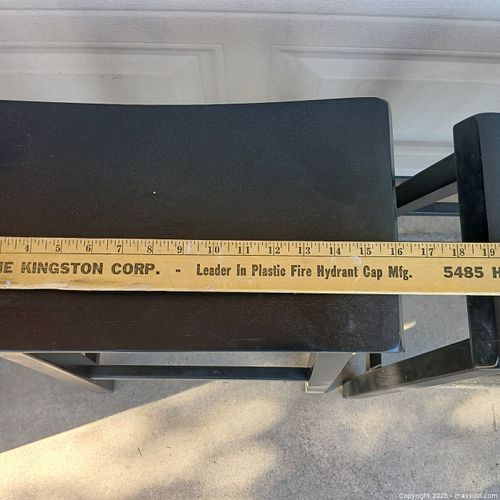 4 5 6 7 8 9 10 11 12 13 14 15 16 17 18 19
KINGSTON CORP. - Leader In Plastic Fire Hydrant Cap Mfg. 5485 H
Copyright 2025 - maxsold.com